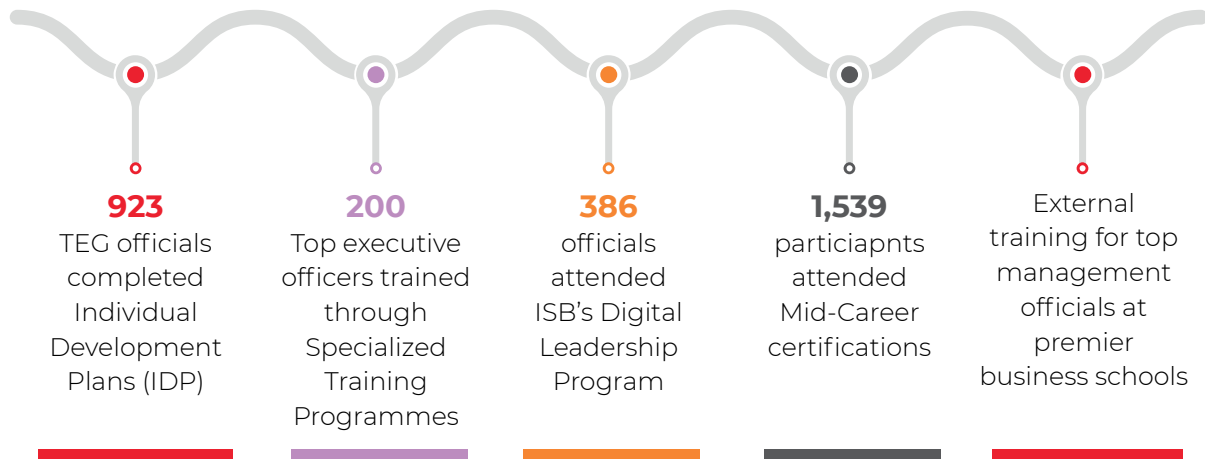 923
TEG officials
completed
Individual
Development
Plans (IDP)
200
Top executive
officers trained
through
Specialized
Training
Programmes
386
officials
attended
ISB's Digital
Leadership
Program
1,539
particiapnts
attended
Mid-Career
certifications
External
training for top
management
officials at
premier
business schools